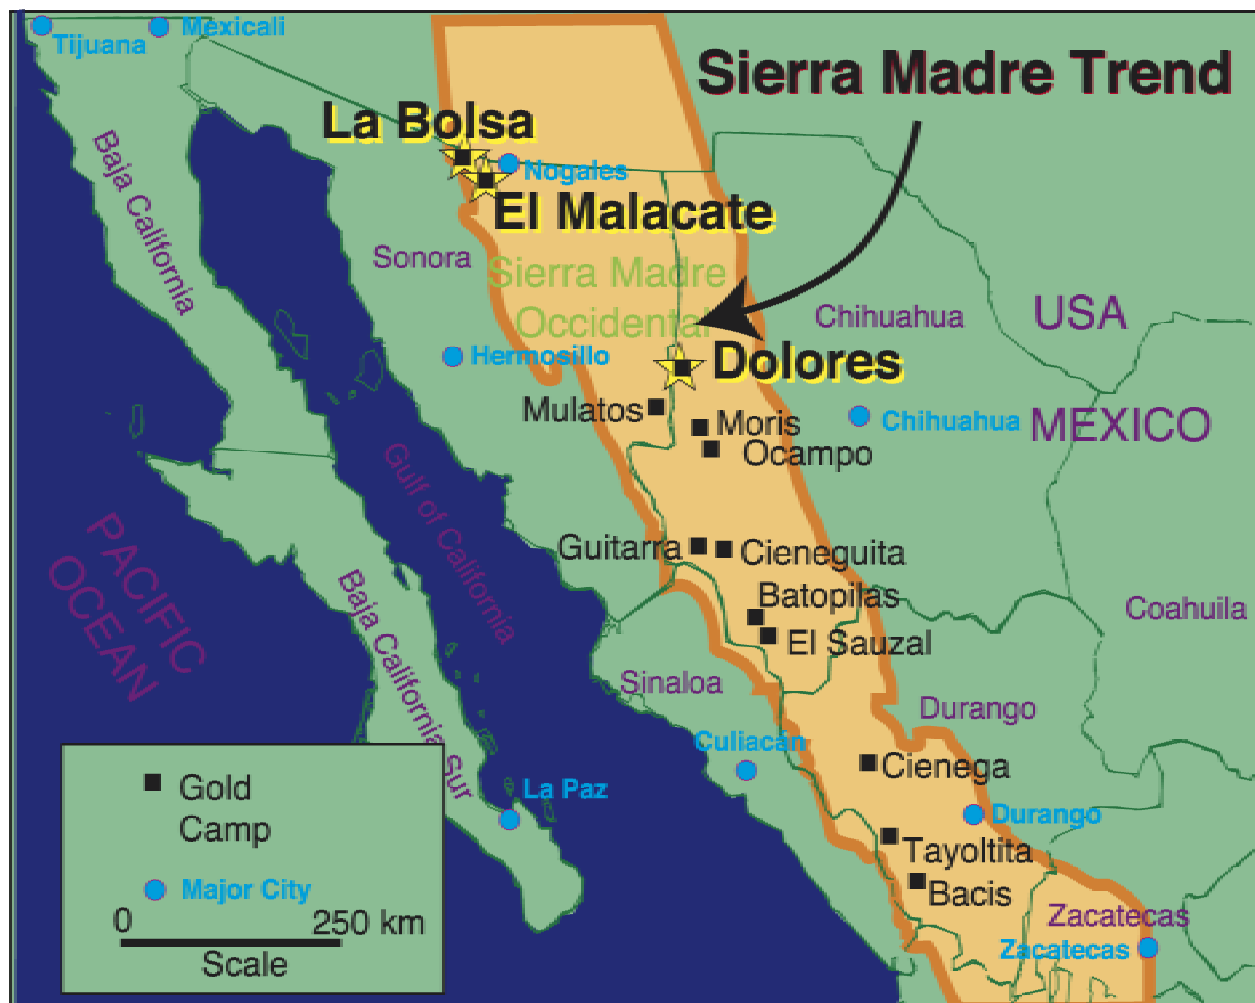 Tijuana
Mexicali
Sierra Madre Trend
La Bolsa
Nogales
El Malacate
Baja California
Sonora
Sierra Madre
Occidental
Chihuahua
USA
Hermosillo
Dolores
Mulatos
Moris
Chihuahua
MEXICO
Ocampo
Gulf of California
PACIFIC
OCEAN
Guitarra
Cieneguita
Batopilas
Coahuila
El Sauzal
Baja California Sur
Sinaloa
Durango
Culiacán
Cienega
La Paz
Durango
Tayoltita
Bacis
Zacatecas
Zacatecas
Gold
Camp
Major City
0 250 km
Scale